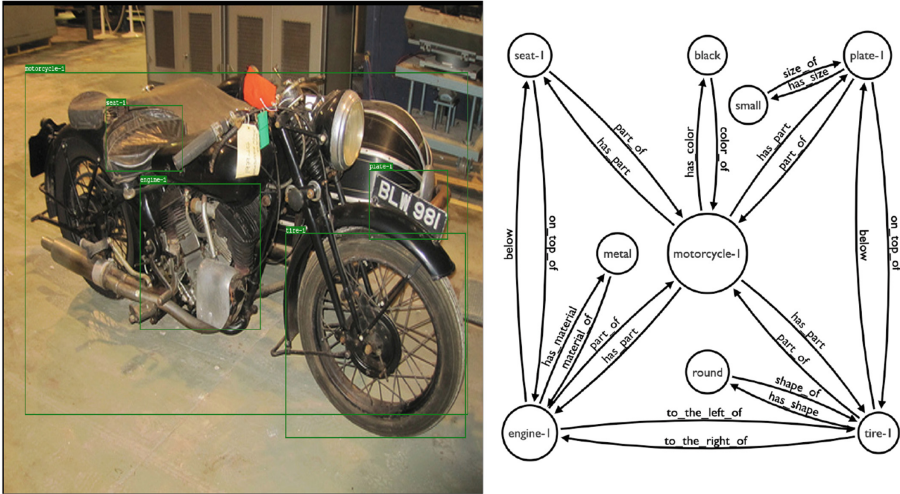 motorcycle-1
seat-1
engine-1
plate-1
BLW 981
tire-1
seat-1
black
plate-1
small
size_of
has_size
part_of
has_part
has_color
color_of
has_part
part_of
below
on_top_of
below
on_top_of
metal
motorcycle-1
has_material
material_of
part_of
has_part
has_part
part_of
round
shape_of
has_shape
engine-1
to_the_left_of
to_the_right_of
tire-1